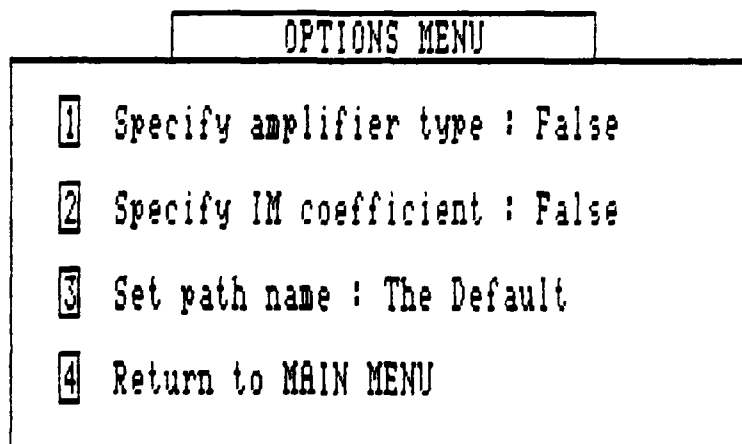 OPTIONS MENU
1 Specify amplifier type : False
2 Specify IM coefficient : False
3 Set path name : The Default
4 Return to MAIN MENU